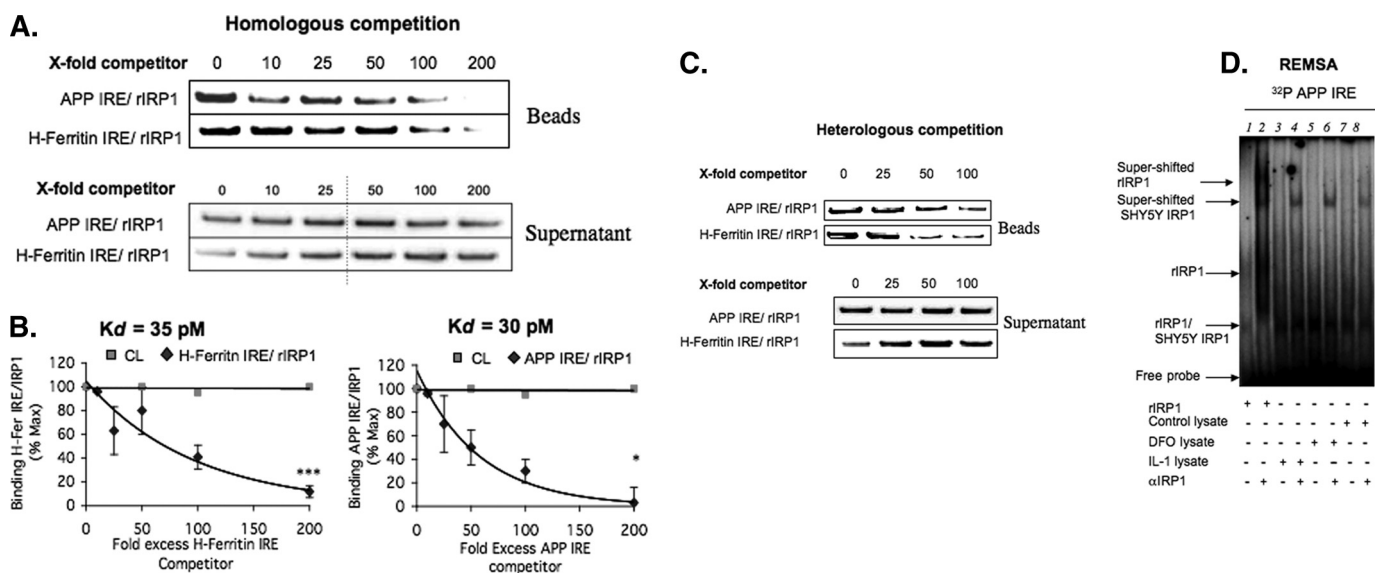 A.
Homologous competition
X-fold competitor 0 10 25 50 100 200
APP IRE/ rIRP1
H-Ferritin IRE/ rIRP1
Beads
X-fold competitor 0 10 25 50 100 200
APP IRE/ rIRP1
H-Ferritin IRE/ rIRP1
Supernatant
B.
Kd = 35 pM
CL H-Ferritin IRE/ rIRP1
Binding H-Fer IRE/IRP1
(% Max)
120
100
80
60
40
20
0
***
0 50 100 150 200
Fold excess H-Ferritin IRE
Competitor
Kd = 30 pM
CL APP IRE/ rIRP1
Binding APP IRE/IRP1
(% Max)
120
100
80
60
40
20
0
*
0 50 100 150 200
Fold Excess APP IRE
competitor
C.
Heterologous competition
X-fold competitor 0 25 50 100
APP IRE/ rIRP1
H-Ferritin IRE/ rIRP1
Beads
X-fold competitor 0 25 50 100
APP IRE/ rIRP1
H-Ferritin IRE/ rIRP1
Supernatant
D.
REMSA
32P APP IRE
1 2 3 4 5 6 7 8
Super-shifted
rIRP1
Super-shifted
SHY5Y IRP1
rIRP1
rIRP1/
SHY5Y IRP1
Free probe
rIRP1 + + - - - - - -
Control lysate - - - - - - + +
DFO lysate - - - - + + - -
IL-1 lysate - - + + - - - -
αIRP1 - + - + - + - +